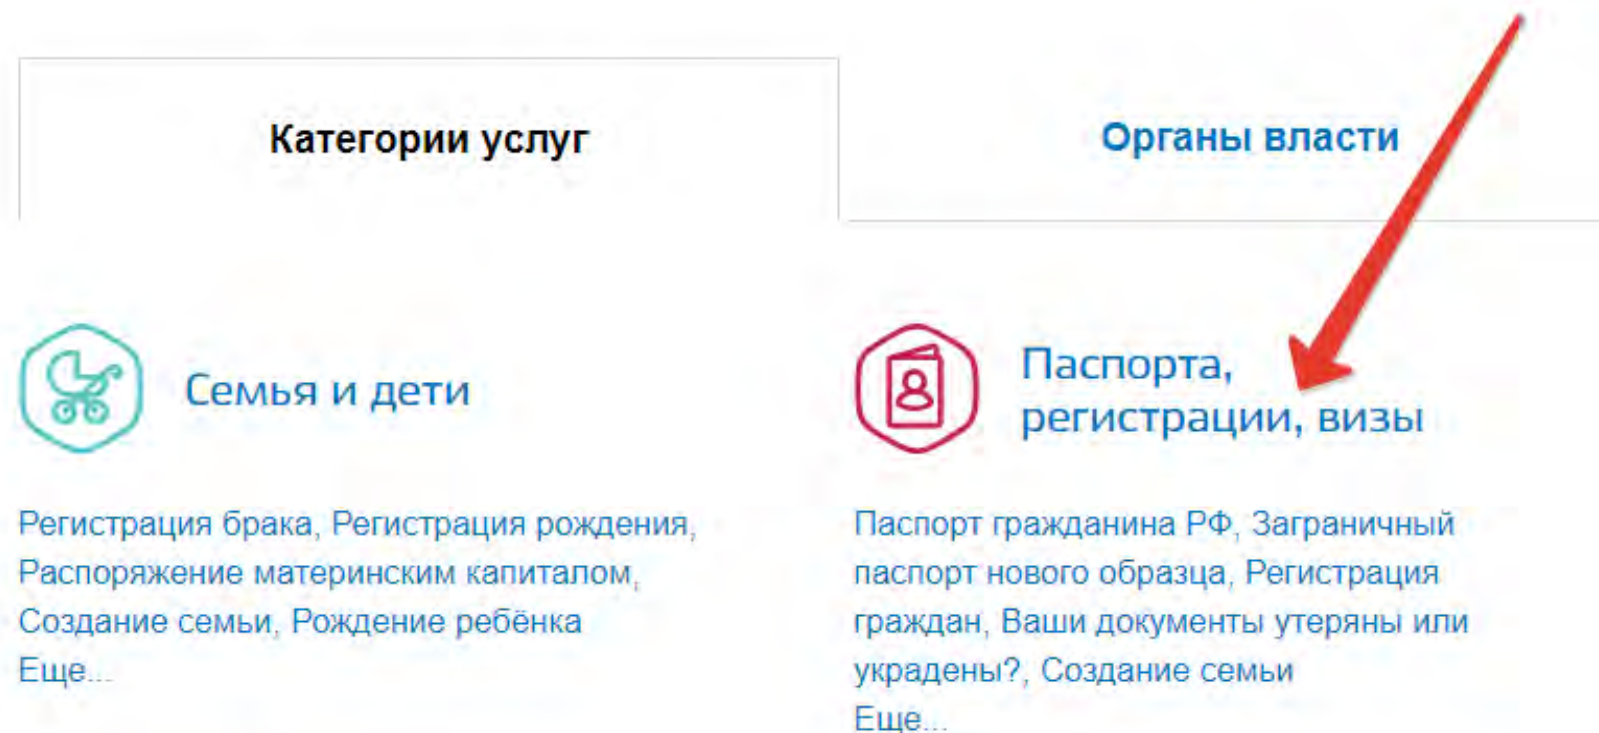 Категории услуг
Органы власти
Семья и дети
Паспорта,
регистрации, визы
Регистрация брака, Регистрация рождения,
Распоряжение материнским капиталом,
Создание семьи, Рождение ребёнка
Еще...
Паспорт гражданина РФ, Заграничный
паспорт нового образца, Регистрация
граждан, Ваши документы утеряны или
украдены?, Создание семьи
Еще...